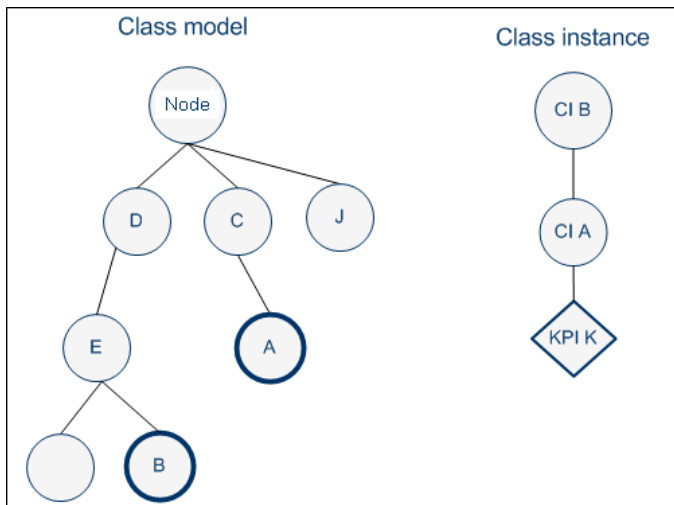 Class model
Class instance
Node
CI B
D
C
J
CI A
E
A
KPI K
B